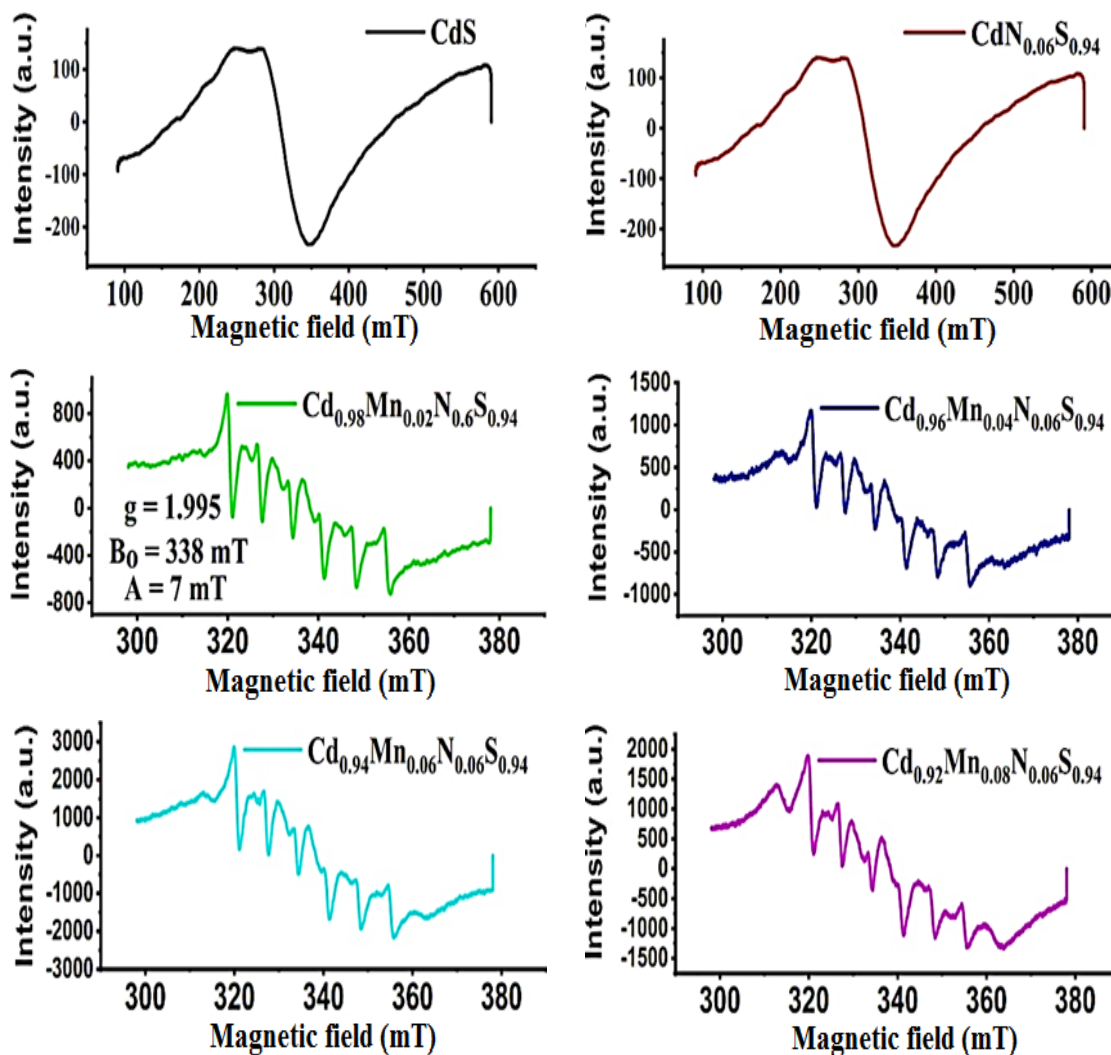 CdS
Intensity (a.u.)
100
0
-100
-200
100 200 300 400 500 600
Magnetic field (mT)
CdN0.06S0.94
Intensity (a.u.)
100
0
-100
-200
100 200 300 400 500 600
Magnetic field (mT)
Cd0.98Mn0.02N0.6S0.94
Intensity (a.u.)
800
400
0
-400
-800
g = 1.995
B0 = 338 mT
A = 7 mT
300 320 340 360 380
Magnetic field (mT)
Cd0.96Mn0.04N0.06S0.94
Intensity (a.u.)
1500
1000
500
0
-500
-1000
300 320 340 360 380
Magnetic field (mT)
Cd0.94Mn0.06N0.06S0.94
Intensity (a.u.)
3000
2000
1000
0
-1000
-2000
-3000
300 320 340 360 380
Magnetic field (mT)
Cd0.92Mn0.08N0.06S0.94
Intensity (a.u.)
2000
1500
1000
500
0
-500
-1000
-1500
300 320 340 360 380
Magnetic field (mT)